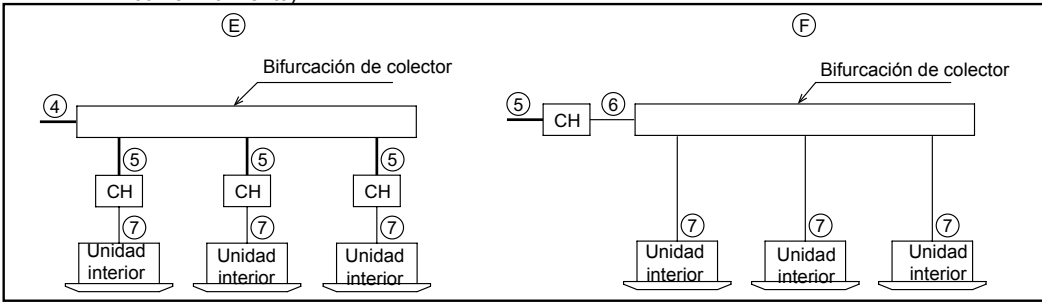 Ⓔ
Bifurcación de colector
④
⑤ ⑤ ⑤
CH CH CH
⑦ ⑦ ⑦
Unidad interior
Unidad interior
Unidad interior
Ⓕ
Bifurcación de colector
⑤ CH ⑥
⑦ ⑦ ⑦
Unidad interior
Unidad interior
Unidad interior